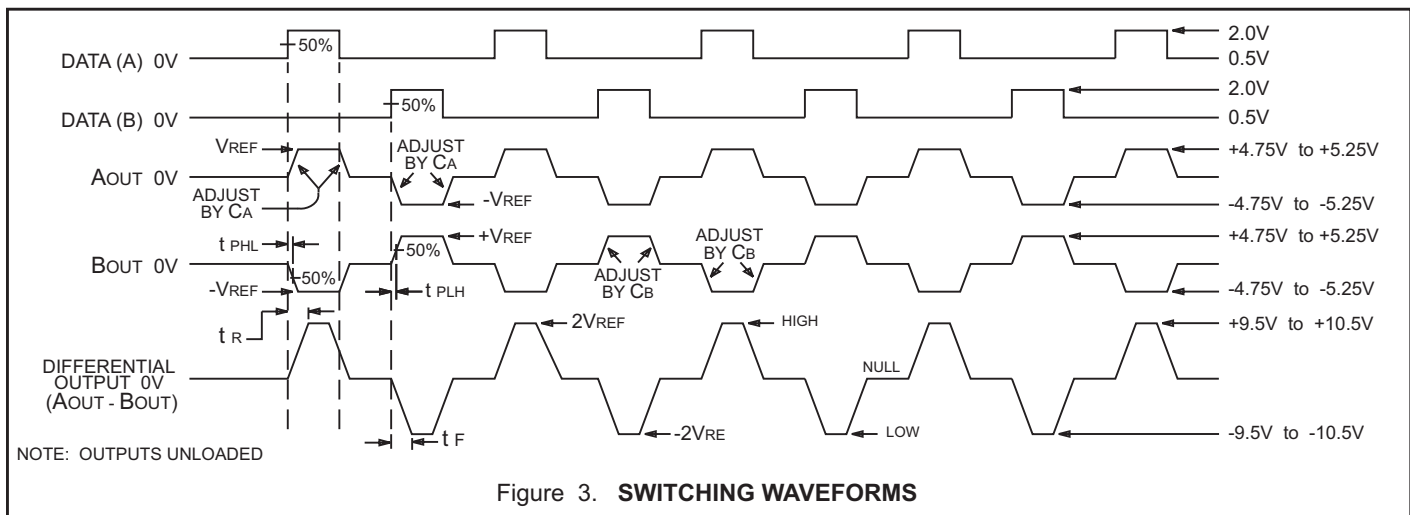 50%
2.0V
DATA (A) 0V
0.5V
50%
2.0V
DATA (B) 0V
0.5V
VREF
ADJUST
BY CA
+4.75V to +5.25V
AOUT 0V
ADJUST
BY CA
-VREF
-4.75V to -5.25V
t PHL
+VREF
50%
ADJUST
BY CB
+4.75V to +5.25V
BOUT 0V
50%
ADJUST
BY CB
-VREF
t PLH
-4.75V to -5.25V
t R
2VREF
HIGH
+9.5V to +10.5V
DIFFERENTIAL
OUTPUT 0V
(AOUT - BOUT)
NULL
t F
-2VRE
LOW
-9.5V to -10.5V
NOTE: OUTPUTS UNLOADED
Figure 3. SWITCHING WAVEFORMS